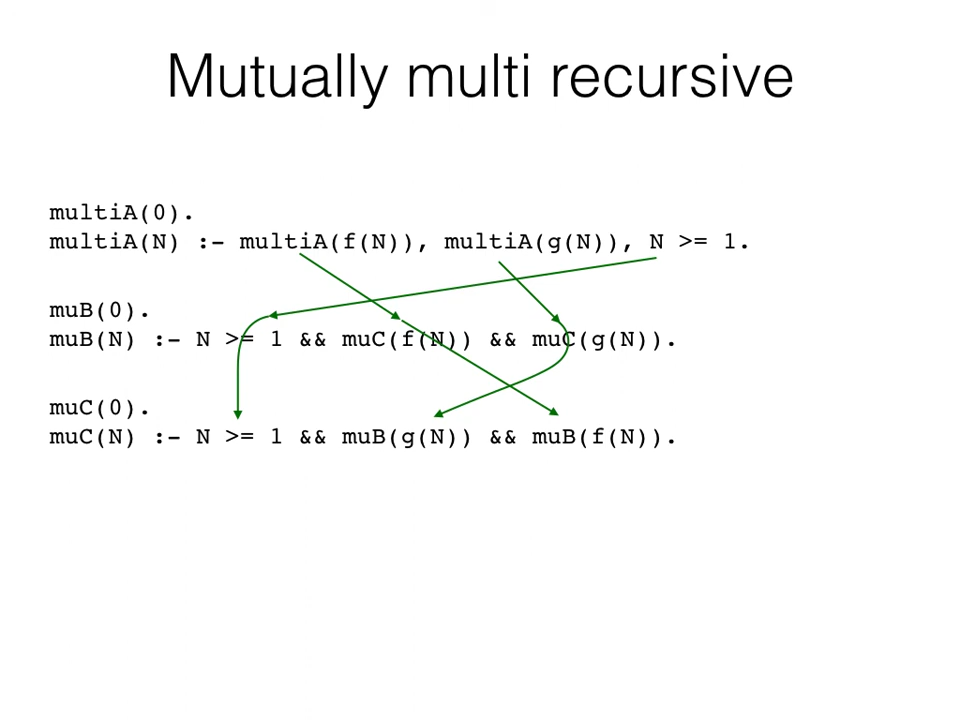 Mutually multi recursive
multiA(0).
multiA(N) :- multiA(f(N)), multiA(g(N)), N >= 1.
muB(0).
muB(N) :- N >= 1 && muC(f(N)) && muC(g(N)).
muC(0).
muC(N) :- N >= 1 && muB(g(N)) && muB(f(N)).